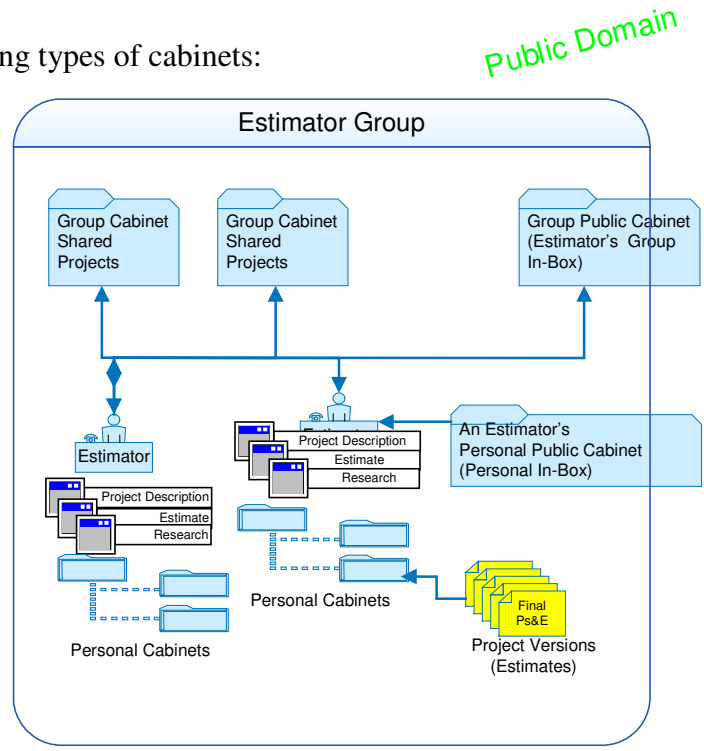 ng types of cabinets:
Public Domain
Estimator Group
Group Cabinet
Shared
Projects
Group Cabinet
Shared
Projects
Group Public Cabinet
(Estimator's Group
In-Box)
Estimator
Project Description
Estimate
Research
Personal Cabinets
Project Description
Estimate
Research
Personal Cabinets
An Estimator's
Personal Public Cabinet
(Personal In-Box)
Final
Ps&E
Project Versions
(Estimates)